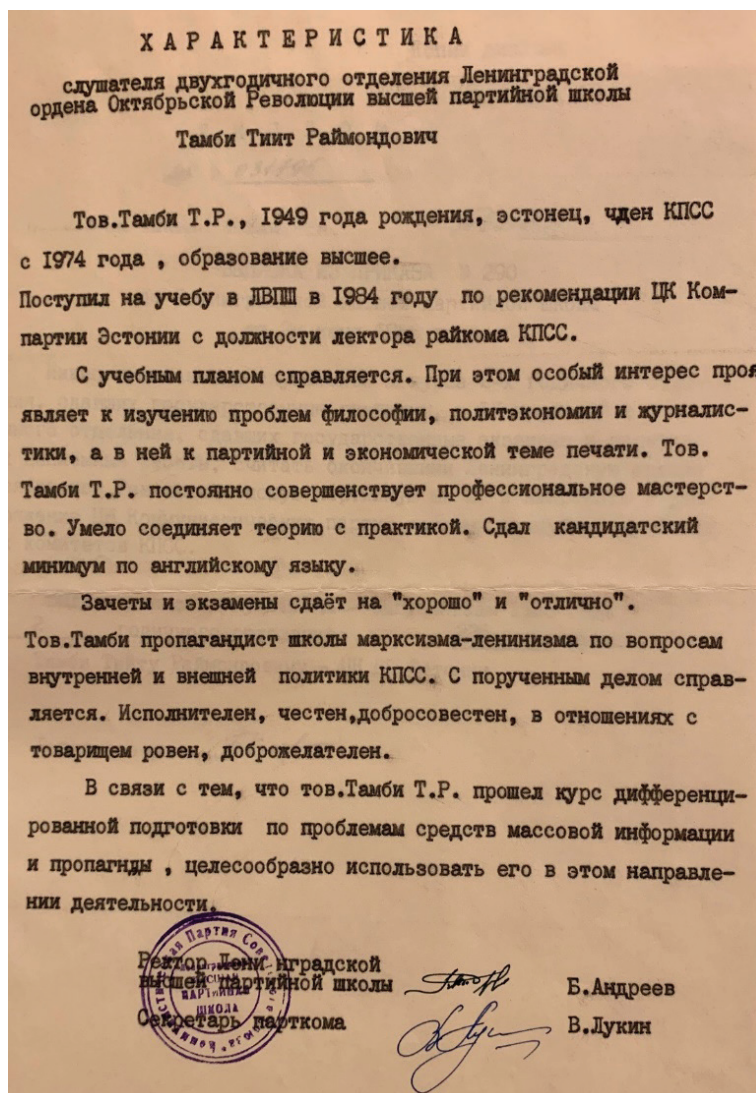 ХАРАКТЕРИСТИКА
слушателя двухгодичного отделения Ленинградской
ордена Октябрьской Революции высшей партийной школы
Тамби Тиит Раймондович
Тов.Тамби Т.Р., 1949 года рождения, эстонец, чден КПСС
с 1974 года , образование высшее.
Поступил на учебу в ЛВПШ в 1984 году по рекомендации ЦК Ком-
партии Эстонии с должности лектора райкома КПСС.
С учебным планом справляется. При этом особый интерес про
являет к изучению проблем философии, политэкономии и журналис-
тики, а в ней к партийной и экономической теме печати. Тов.
Тамби Т.Р. постоянно совершенствует профессиональное мастерст-
во. Умело соединяет теорию с практикой. Сдал кандидатский
минимум по английскому языку.
Зачеты и экзамены сдаёт на "хорошо" и "отлично".
Тов.Тамби пропагандист школы марксизма-ленинизма по вопросам
внутренней и внешней политики КПСС. С порученным делом справ-
ляется. Исполнителен, честен,добросовестен, в отношениях с
товарищем ровен, доброжелателен.
В связи с тем, что тов.Тамби Т.Р. прошел курс дифференци-
рованной подготовки по проблемам средств массовой информации
и пропагнды , целесообразно использовать его в этом направле-
нии деятельности.
Ректор Лени нградской
высшей партийной школы Б.Андреев
Секретарь парткома В.Лукин
Партия
ПАРТИЙНАЯ
ШКОЛА